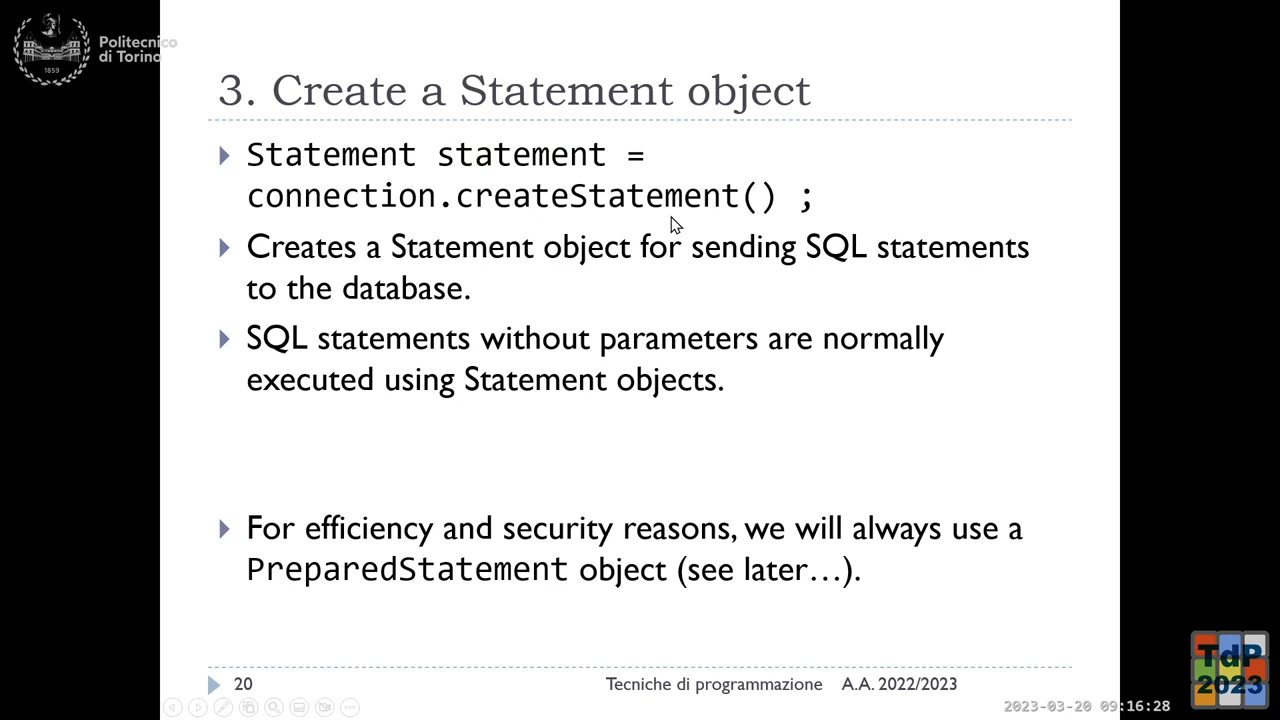 Politecnico
di Torino
1859
3. Create a Statement object
Statement statement =
connection.createStatement() ;
Creates a Statement object for sending SQL statements
to the database.
SQL statements without parameters are normally
executed using Statement objects.
For efficiency and security reasons, we will always use a
PreparedStatement object (see later…).
20
Tecniche di programmazione A.A. 2022/2023
TdP
2023
2023-03-20 09:16:28